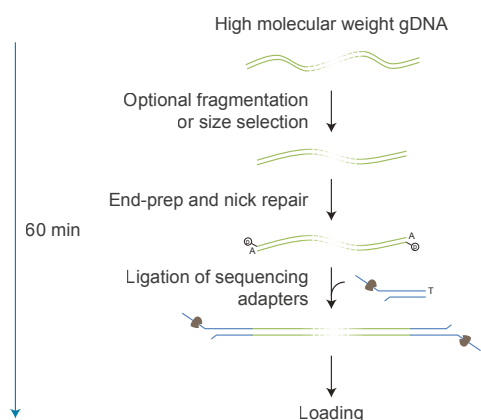 High molecular weight gDNA
Optional fragmentation
or size selection
End-prep and nick repair
60 min
A
P
A
P
Ligation of sequencing
adapters
T
Loading